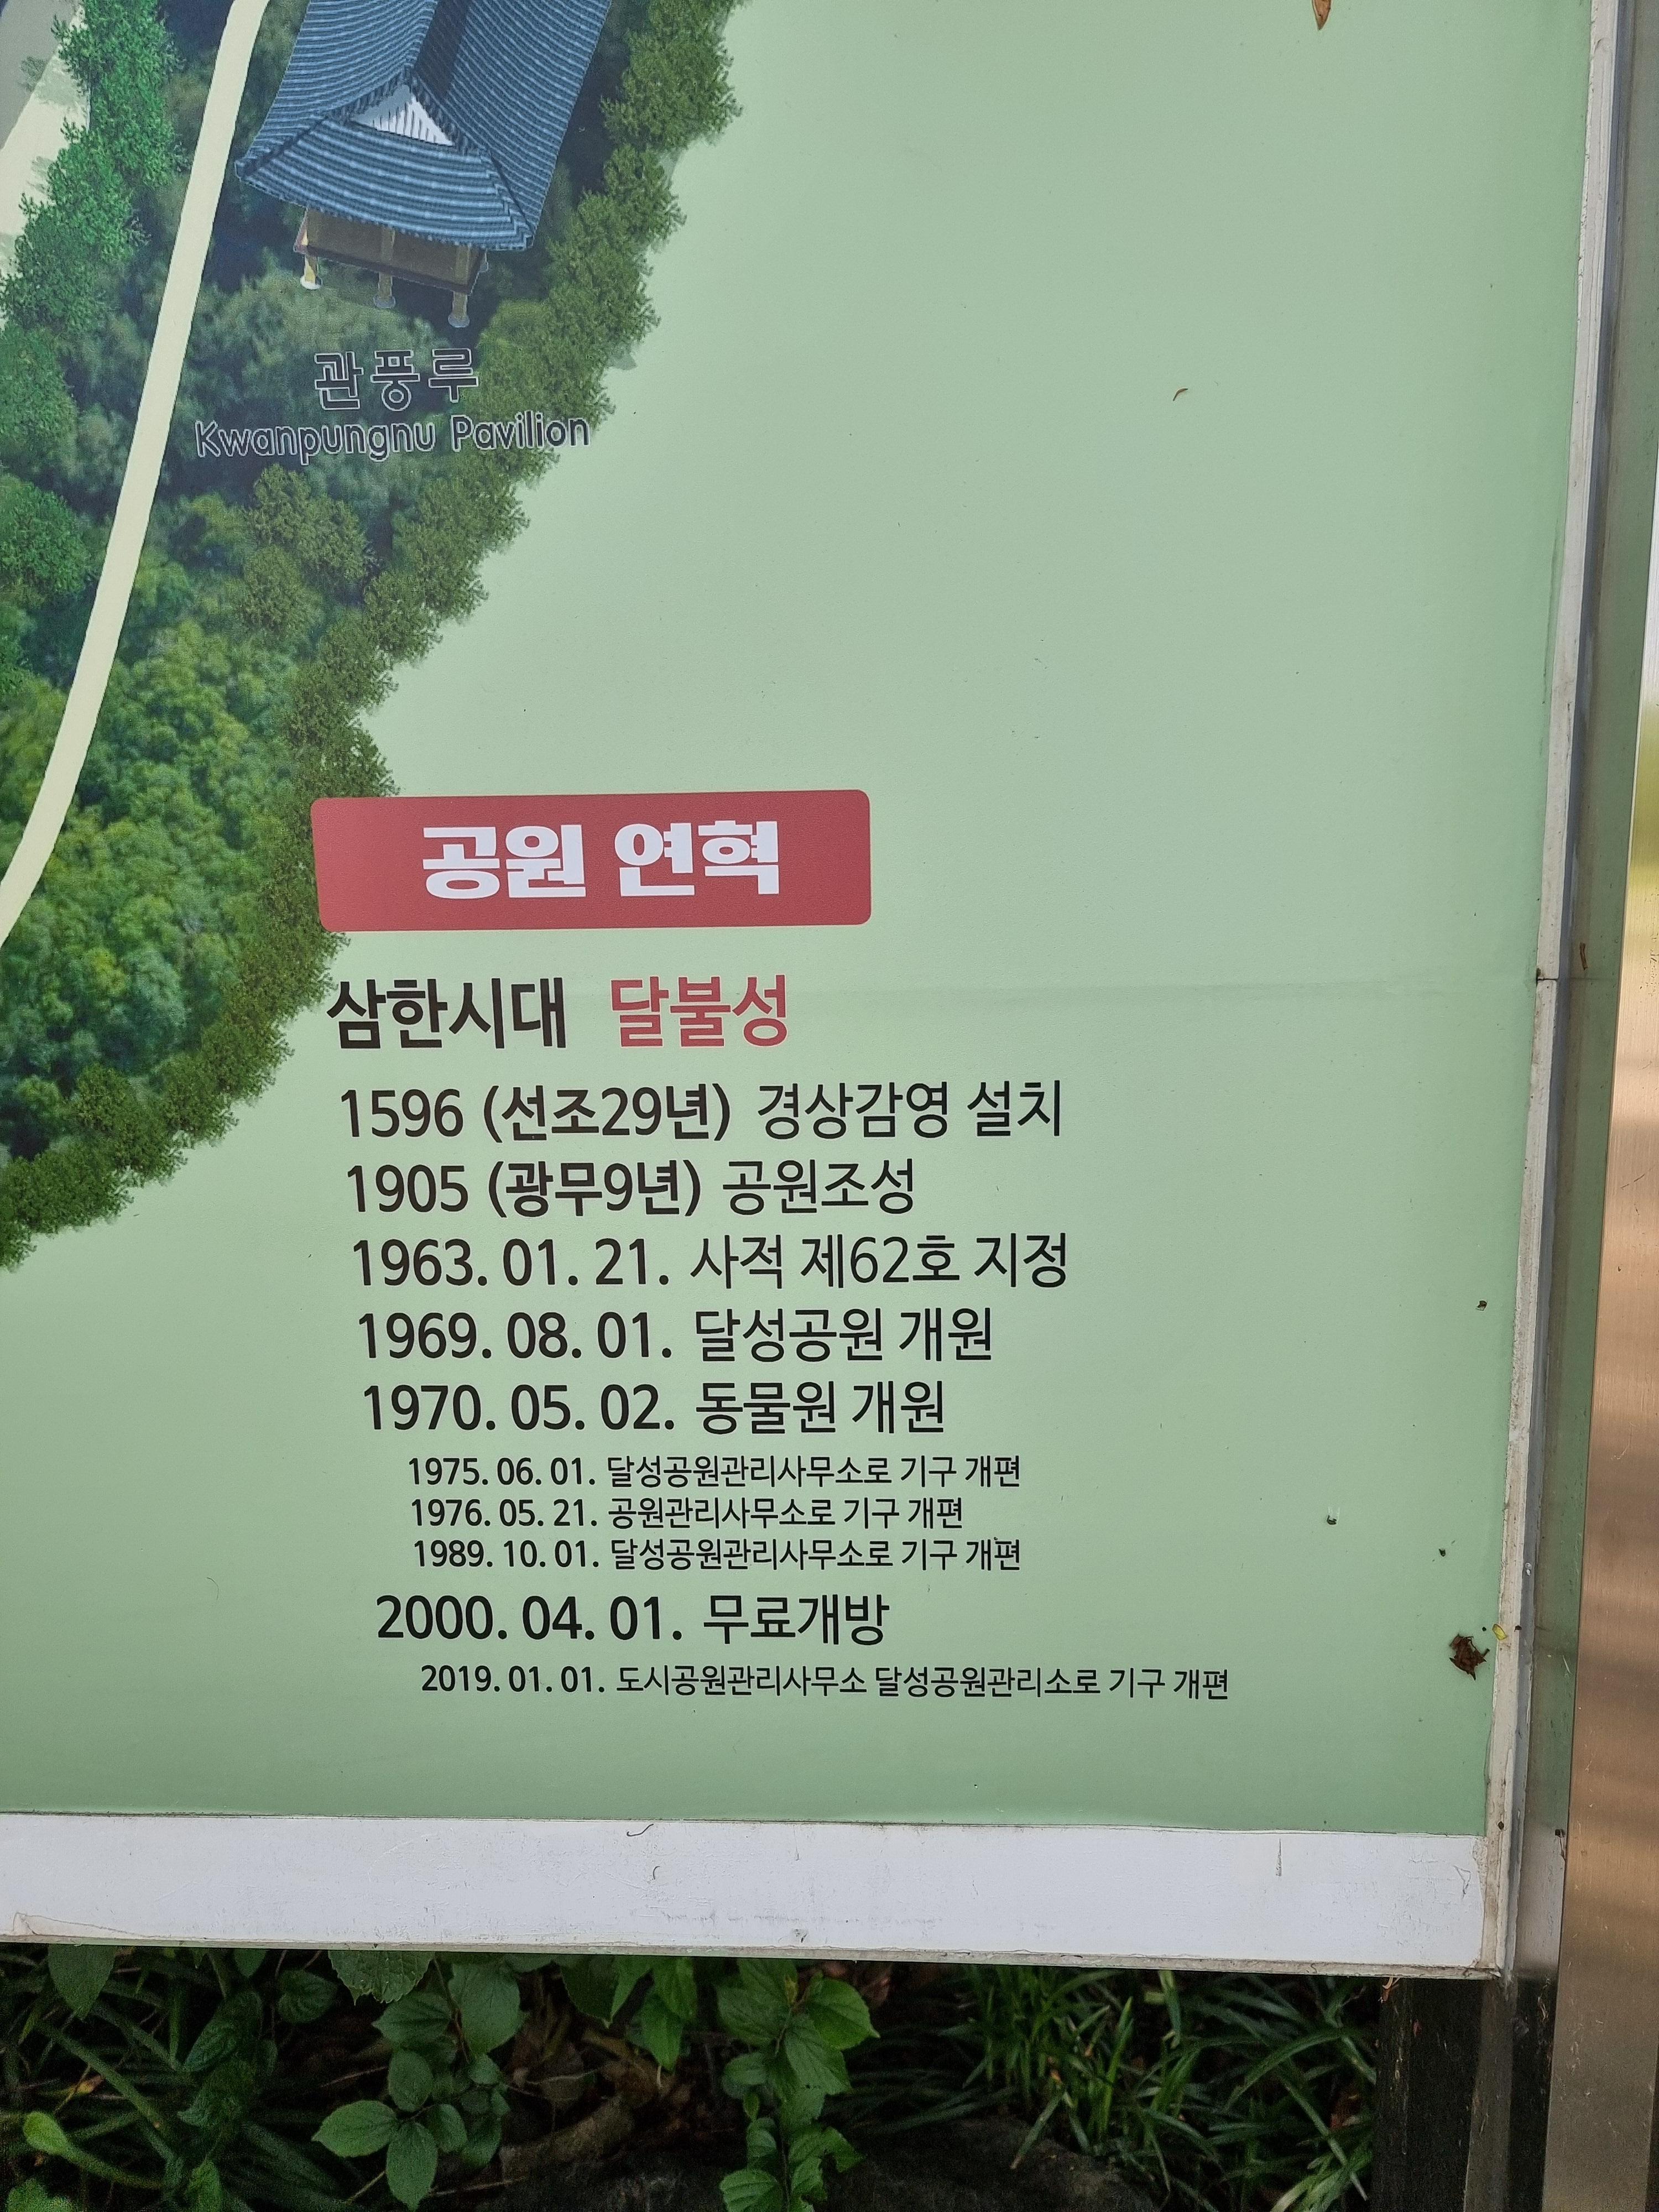 관풍루
Kwanpungnu Pavilion
공원 연혁
삼한시대 달불성
1596 (선조29년) 경상감영 설치
1905 (광무9년) 공원조성
1963. 01. 21. 사적 제62호 지정
1969. 08. 01. 달성공원 개원
1970. 05. 02. 동물원 개원
1975. 06. 01. 달성공원관리사무소로 기구 개편
1976. 05. 21. 공원관리사무소로 기구 개편
1989. 10. 01. 달성공원관리사무소로 기구 개편
2000. 04. 01. 무료개방
2019. 01. 01. 도시공원관리사무소 달성공원관리소로 기구 개편